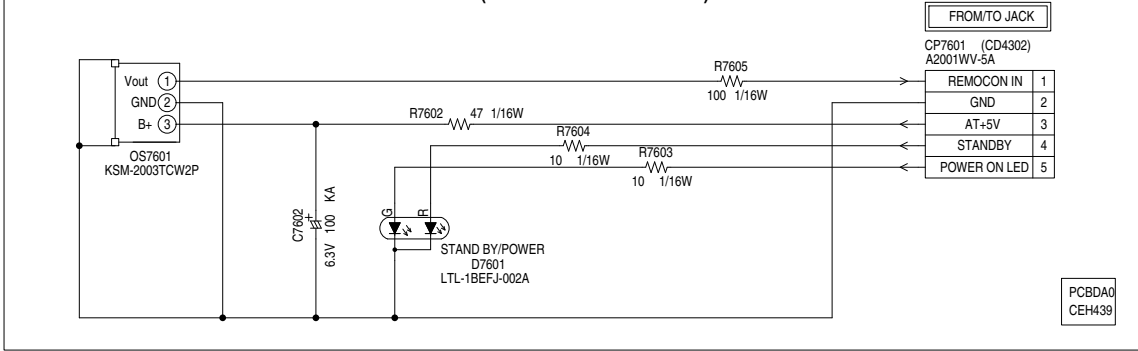 FROM/TO JACK
CP7601 (CD4302)
A2001WV-5A
REMOCON IN 1
GND 2
AT+5V 3
STANDBY 4
POWER ON LED 5
Vout 1
GND 2
B+ 3
OS7601
KSM-2003TCW2P
R7605
100 1/16W
R7602 47 1/16W
R7604
10 1/16W
R7603
10 1/16W
C7602 +
6.3V 100 KA
G R
STAND BY/POWER
D7601
LTL-1BEFJ-002A
PCBDA0
CEH439